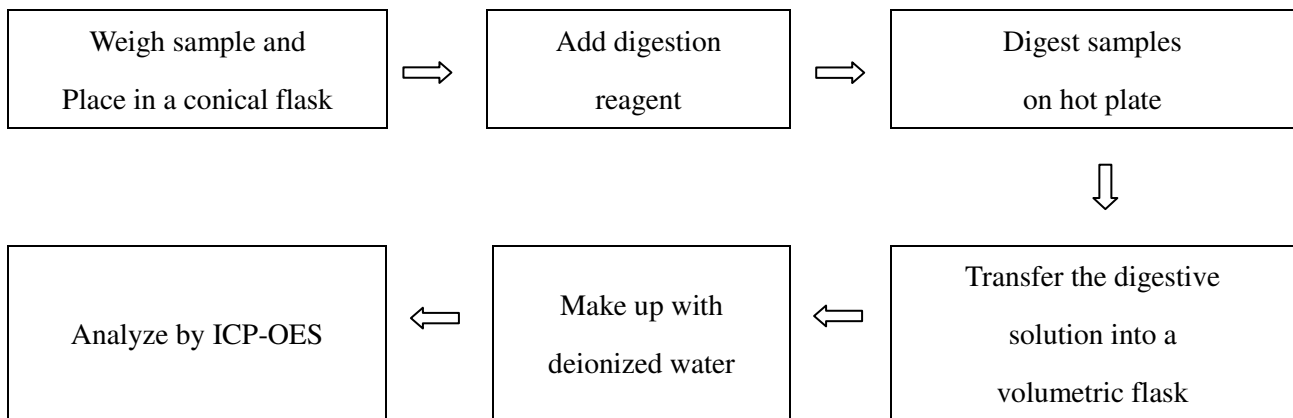 Weigh sample and
Place in a conical flask
Add digestion
reagent
Digest samples
on hot plate
Transfer the digestive
solution into a
volumetric flask
Make up with
deionized water
Analyze by ICP-OES